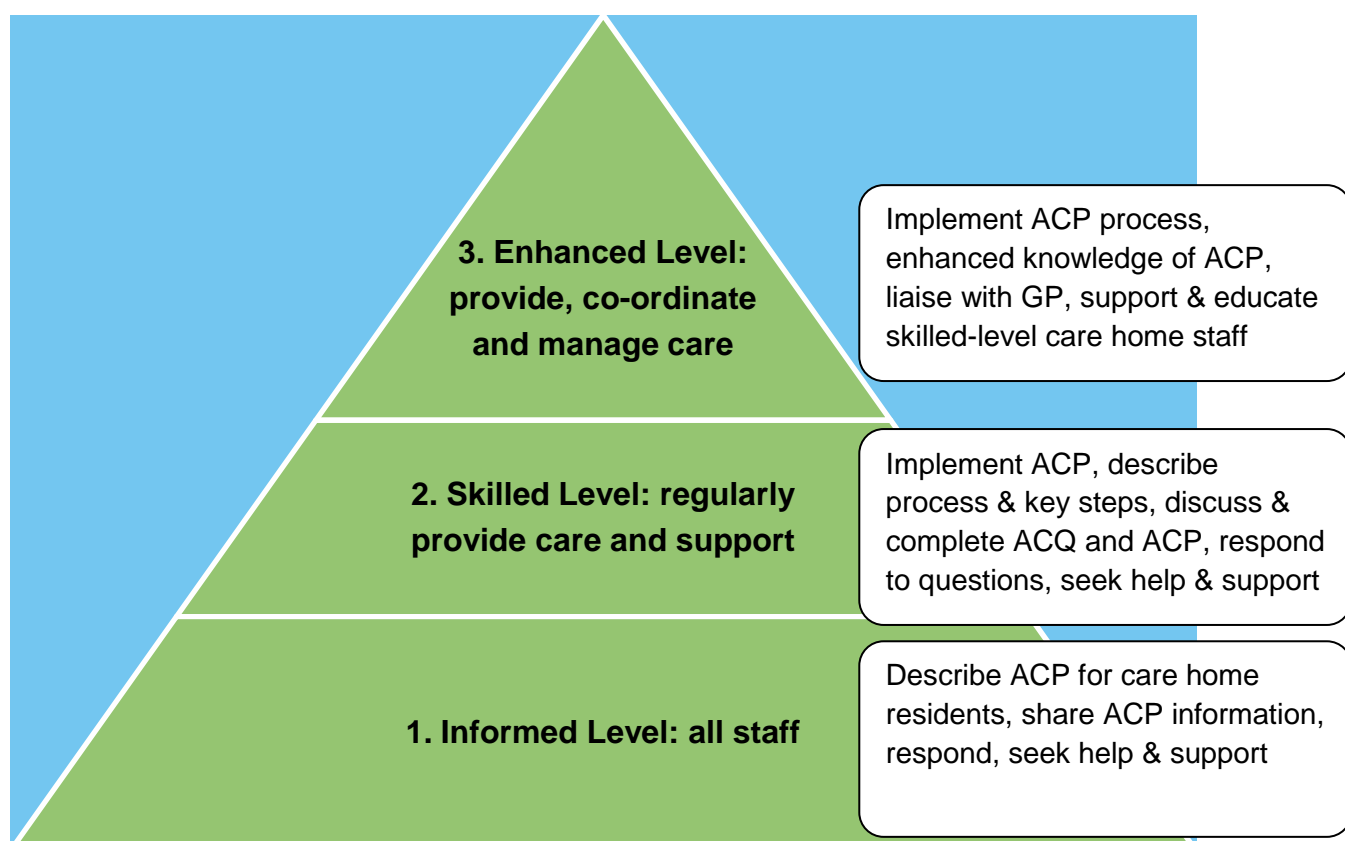 3. Enhanced Level:
provide, co-ordinate
and manage care
Implement ACP process,
enhanced knowledge of ACP,
liaise with GP, support & educate
skilled-level care home staff
2. Skilled Level: regularly
provide care and support
Implement ACP, describe
process & key steps, discuss &
complete ACQ and ACP, respond
to questions, seek help & support
1. Informed Level: all staff
Describe ACP for care home
residents, share ACP information,
respond, seek help & support